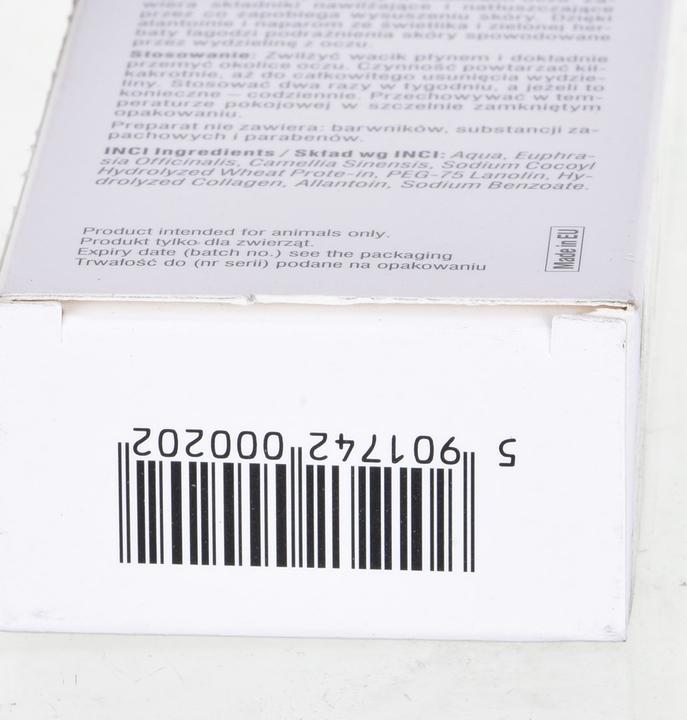 wiera składniki nawilżające i natłuszczające
co zapobiega wysuszeniu skóry. Dzięki
alantoinie i naparom ze świetlika i zielonej her-
baty łagodzi podrażnienia skóry spowodowane
przez wydzielinę z oczu.
Stosowanie: Zwilżyć wacik płynem i dokładnie
przemyć okolice oczu. Czynność powtarzać kil-
kakrotnie, aż do całkowitego usunięcia wydzie-
liny. Stosować dwa razy w tygodniu, a jeżeli to
konieczne – codziennie. Przechowywać w tem-
peraturze pokojowej w szczelnie zamkniętym
opakowaniu.
Preparat nie zawiera: barwników, substancji za-
pachowych i parabenów.
INCI Ingredients / Skład wg INCI: Aqua, Euphra-
sia Officinalis, Camellia Sinensis, Sodium Cocoyl
Hydrolyzed Wheat Prote-in, PEG-75 Lanolin, Hy-
drolyzed Collagen, Allantoin, Sodium Benzoate.
Product intended for animals only.
Produkt tylko dla zwierząt.
Expiry date (batch no.) see the packaging
Trwałość do (nr serii) podane na opakowaniu
Made in EU
5 901742 000202